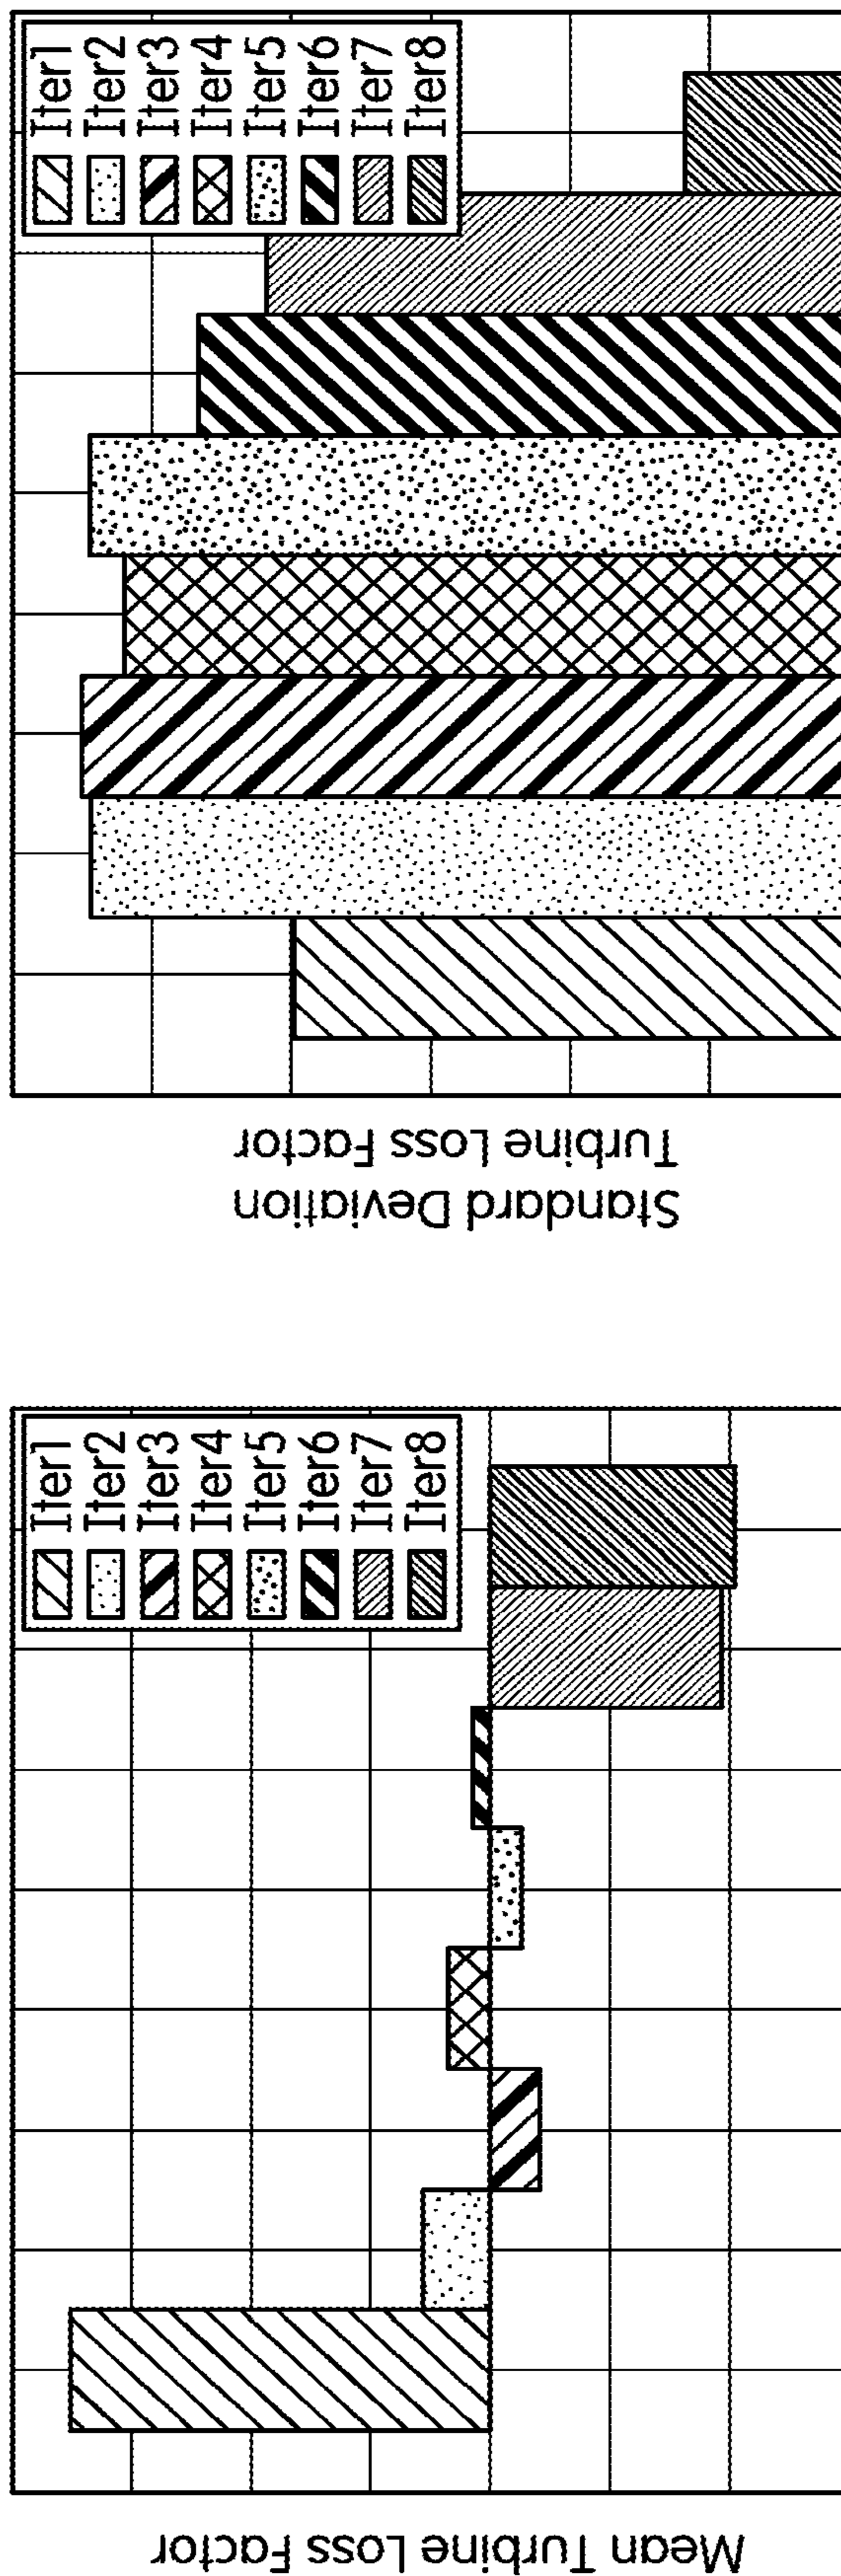 Turbine Loss Factor
Standard Deviation
Iter1
Iter2
Iter3
Iter4
Iter5
Iter6
Iter7
Iter8
Mean Turbine Loss Factor
Iter1
Iter2
Iter3
Iter4
Iter5
Iter6
Iter7
Iter8